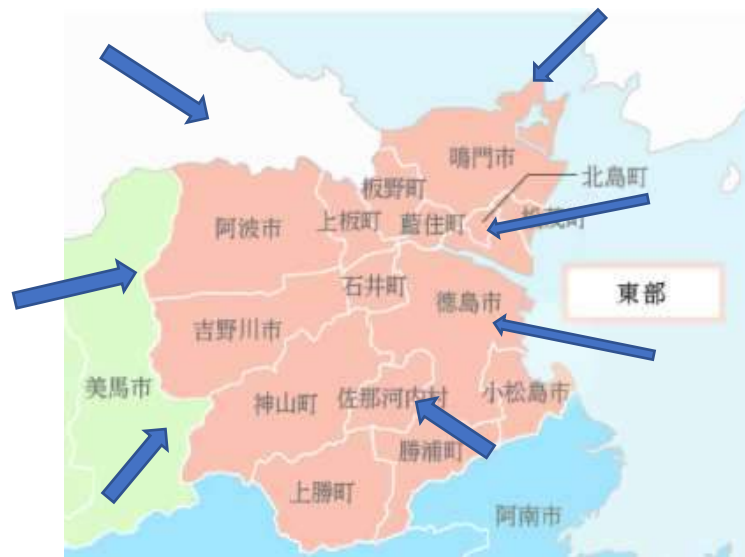 鳴門市
板野町
北島町
阿波市
上板町
藍住町
石井町
徳島市
東部
吉野川市
美馬市
神山町
佐那河内村
小松島市
勝浦町
上勝町
阿南市